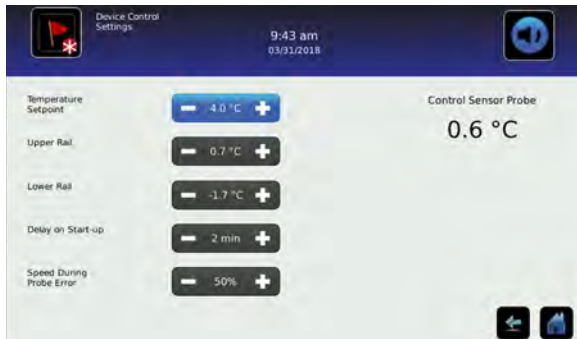 Device Control
Settings
9:43 am
03/31/2018
Temperature
Setpoint
4.0 °C
Control Sensor Probe
0.6 °C
Upper Rail
0.7 °C
Lower Rail
-1.7 °C
Delay on Start-up
2 min
Speed During
Probe Error
50%